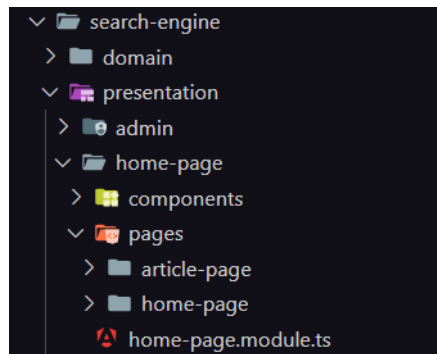 search-engine
domain
presentation
admin
home-page
components
pages
article-page
home-page
home-page.module.ts